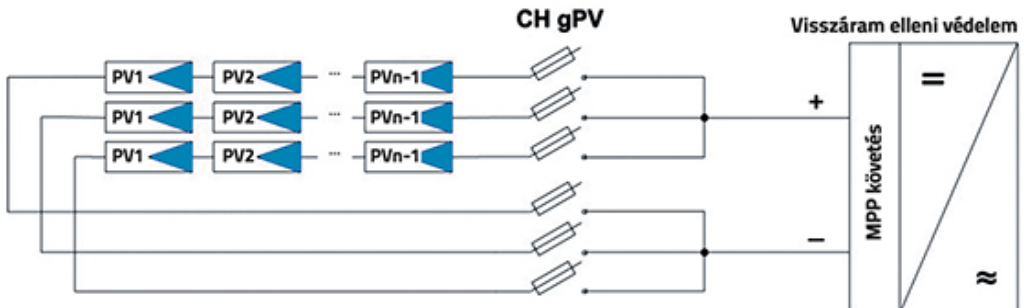 CH gPV
Visszáram elleni védelem
PV1 PV2 ... PVn-1
PV1 PV2 ... PVn-1
PV1 PV2 ... PVn-1
+
−
MPP követés
=
≈